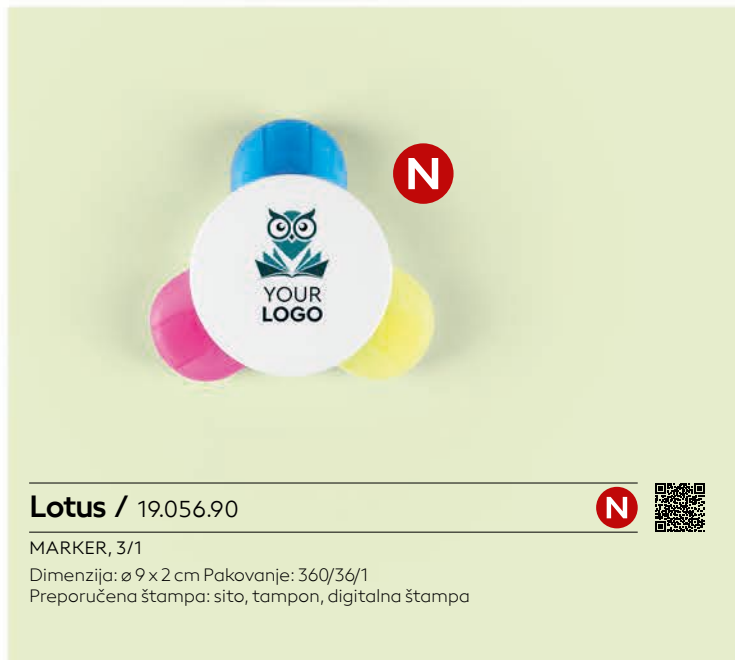 N
YOUR
LOGO
Lotus / 19.056.90
N
MARKER, 3/1
Dimenzija: ø 9 x 2 cm Pakovanje: 360/36/1
Preporučena štampa: sito, tampon, digitalna štampa